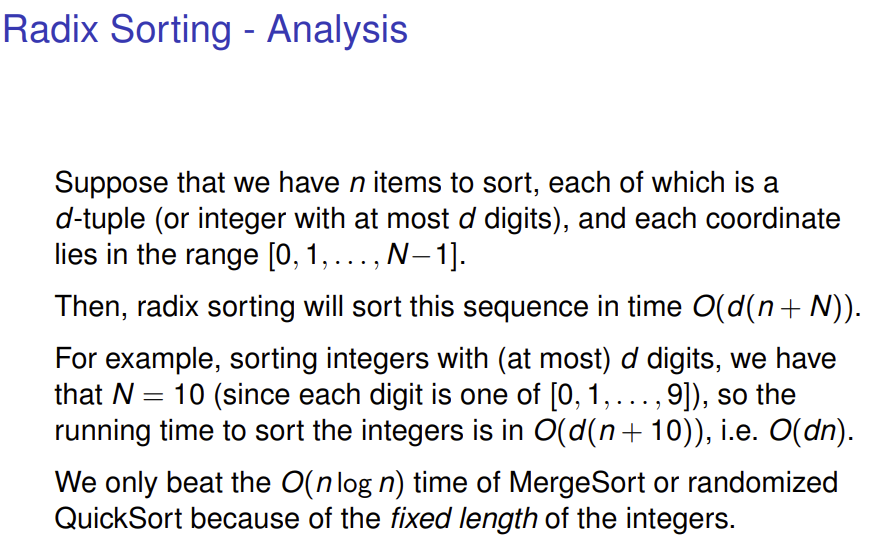 Radix Sorting - Analysis
Suppose that we have n items to sort, each of which is a
d-tuple (or integer with at most d digits), and each coordinate
lies in the range [0, 1, . . . , N−1].
Then, radix sorting will sort this sequence in time O(d(n + N)).
For example, sorting integers with (at most) d digits, we have
that N = 10 (since each digit is one of [0, 1, . . . , 9]), so the
running time to sort the integers is in O(d(n + 10)), i.e. O(dn).
We only beat the O(n log n) time of MergeSort or randomized
QuickSort because of the fixed length of the integers.